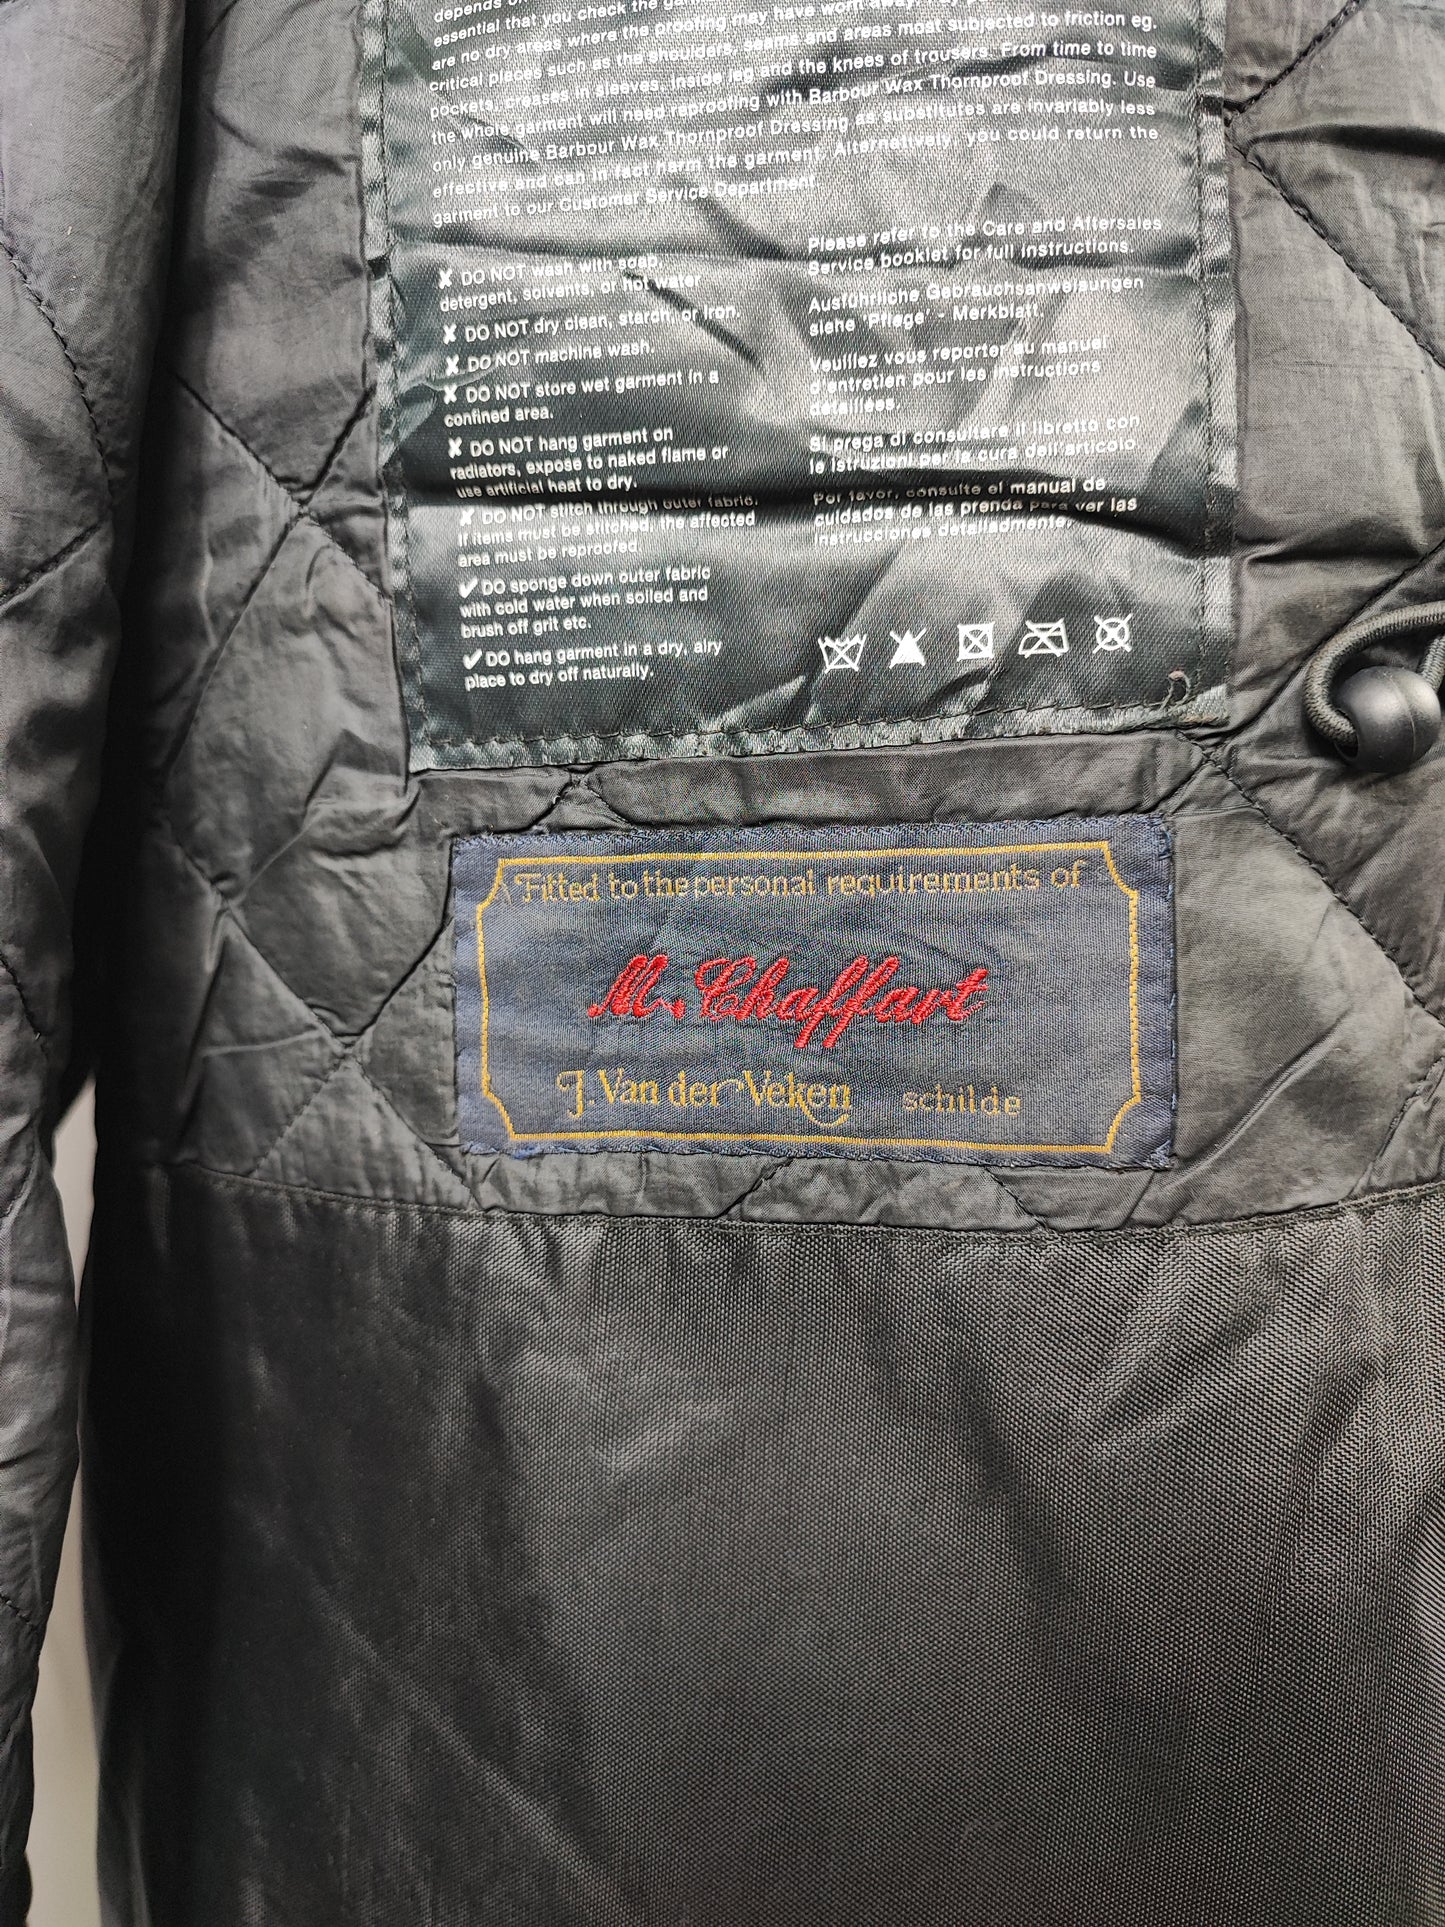 depends
essential that you check the
are no dry areas where the proofing may have worn away.
critical places such as the shoulders, seams and areas most subjected to friction eg.
pockets, creases in sleeves, inside leg and the knees of trousers. From time to time
the whole garment will need reproofing with Barbour Wax Thornproof Dressing. Use
only genuine Barbour Wax Thornproof Dressing as substitutes are invariably less
effective and can in fact harm the garment. Alternatively, you could return the
garment to our Customer Service Department.
✘ DO NOT wash with soap,
detergent, solvents, or hot water.
✘ DO NOT dry clean, starch, or iron.
✘ DO NOT machine wash.
✘ DO NOT store wet garment in a
confined area.
✘ DO NOT hang garment on
radiators, expose to naked flame or
use artificial heat to dry.
✘ DO NOT stitch through outer fabric.
If items must be stitched, the affected
area must be reproofed.
✔ DO sponge down outer fabric
with cold water when soiled and
brush off grit etc.
✔ DO hang garment in a dry, airy
place to dry off naturally.
Please refer to the Care and Aftersales
Service booklet for full instructions.
Ausführliche Gebrauchsanweisungen
siehe 'Pflege' - Merkblatt.
Veuillez vous reporter au manuel
d'entretien pour les instructions
détaillées.
Si prega di consultare il libretto con
le istruzioni per la cura dell'articolo
Por favor, consulte el manual de
cuidados de las prenda para ver las
instrucciones detalladmente.
Fitted to the personal requirements of
M. Chaffart
J. Van der Veken schilde